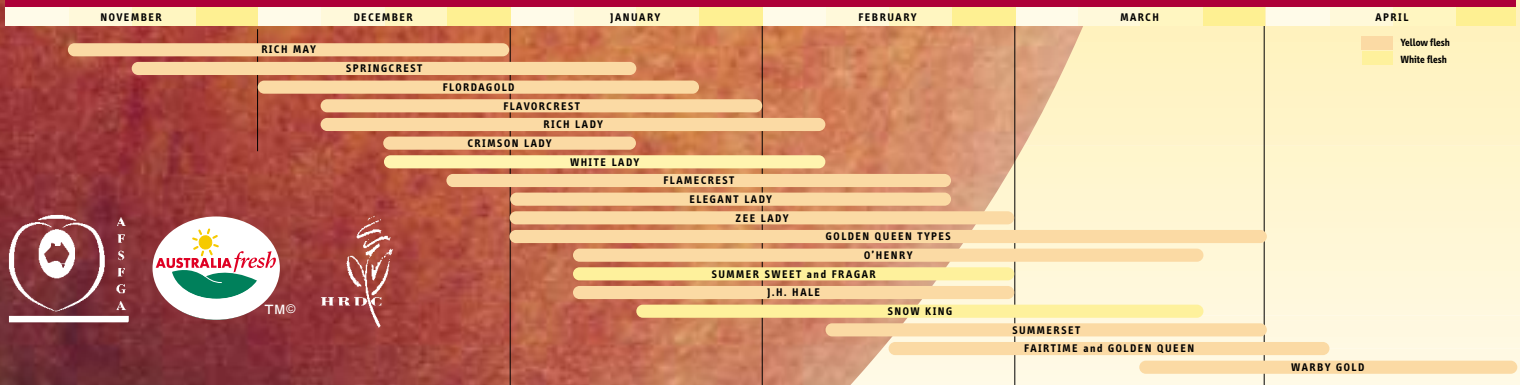 NOVEMBER DECEMBER JANUARY FEBRUARY MARCH APRIL
Yellow flesh
White flesh
RICH MAY
SPRINGCREST
FLORDAGOLD
FLAVORCREST
RICH LADY
CRIMSON LADY
WHITE LADY
FLAMECREST
ELEGANT LADY
ZEE LADY
GOLDEN QUEEN TYPES
O'HENRY
SUMMER SWEET and FRAGAR
J.H. HALE
SNOW KING
SUMMERSET
FAIRTIME and GOLDEN QUEEN
WARBY GOLD
AFSFGA
AUSTRALIA fresh
TM©
HRDC